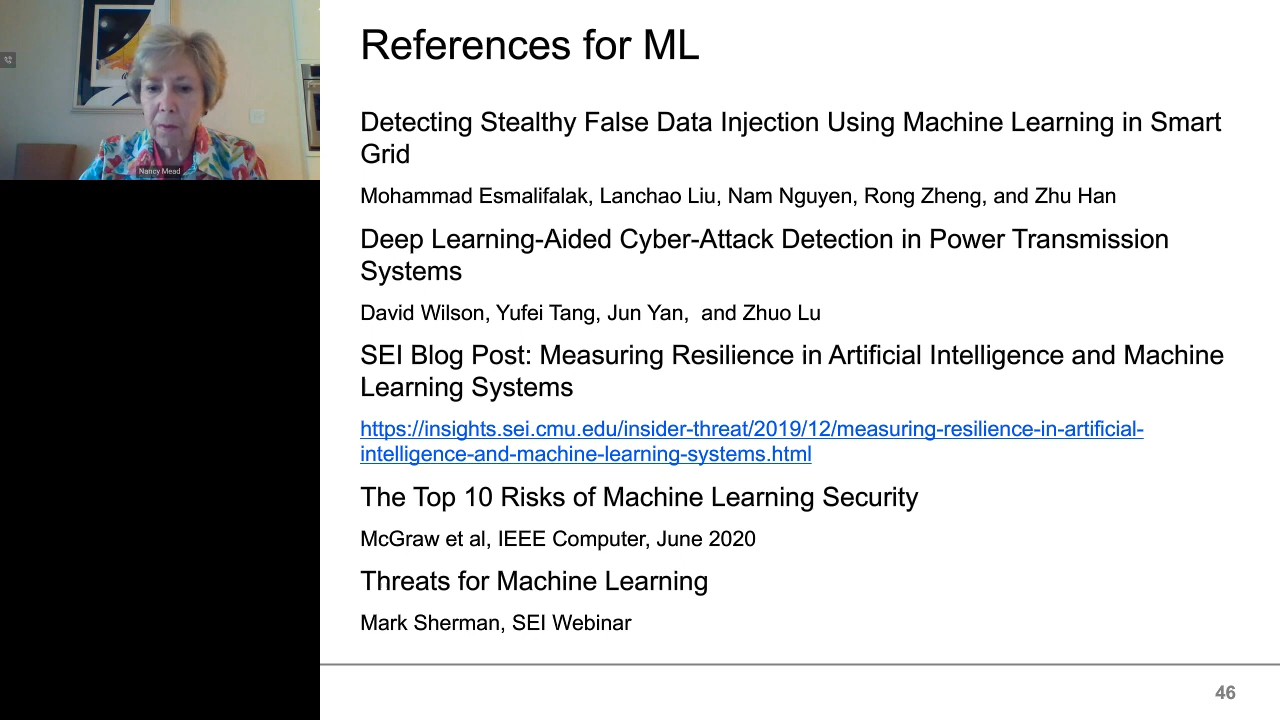 References for ML
Detecting Stealthy False Data Injection Using Machine Learning in Smart
Grid
Mohammad Esmalifalak, Lanchao Liu, Nam Nguyen, Rong Zheng, and Zhu Han
Deep Learning-Aided Cyber-Attack Detection in Power Transmission
Systems
David Wilson, Yufei Tang, Jun Yan,  and Zhuo Lu
SEI Blog Post: Measuring Resilience in Artificial Intelligence and Machine
Learning Systems
https://insights.sei.cmu.edu/insider-threat/2019/12/measuring-resilience-in-artificial-
intelligence-and-machine-learning-systems.html
The Top 10 Risks of Machine Learning Security
McGraw et al, IEEE Computer, June 2020
Threats for Machine Learning
Mark Sherman, SEI Webinar
46
Nancy Mead